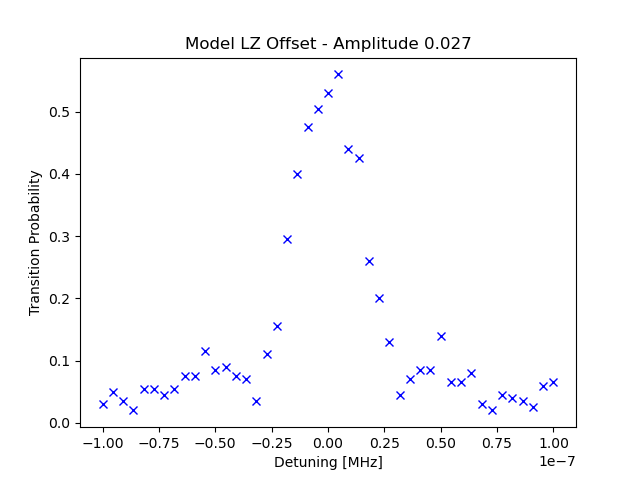 Model LZ Offset - Amplitude 0.027
Transition Probability
0.5
0.4
0.3
0.2
0.1
0.0
−1.00 −0.75 −0.50 −0.25 0.00 0.25 0.50 0.75 1.00
1e−7
Detuning [MHz]